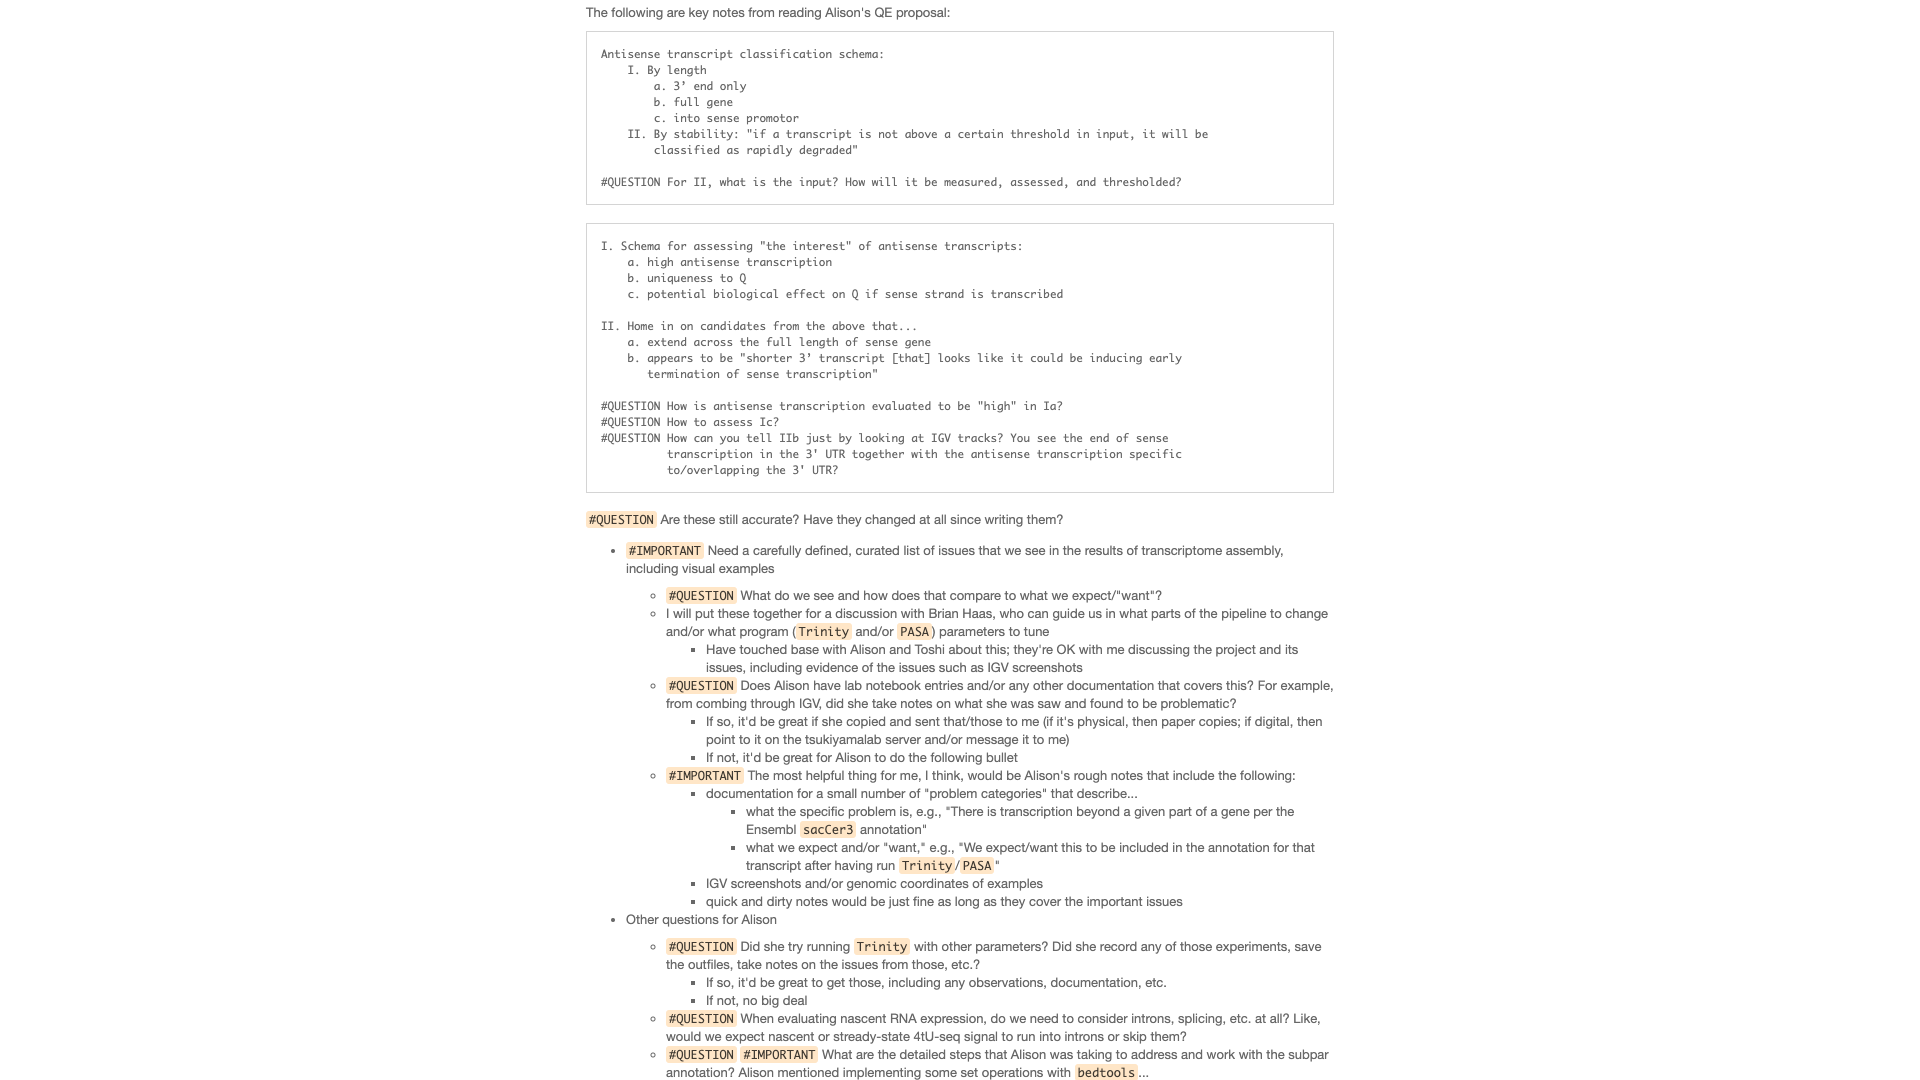 The following are key notes from reading Alison's QE proposal:
Antisense transcript classification schema:
I. By length
a. 3’ end only
b. full gene
c. into sense promotor
II. By stability: "if a transcript is not above a certain threshold in input, it will be
classified as rapidly degraded"
#QUESTION For II, what is the input? How will it be measured, assessed, and thresholded?
I. Schema for assessing "the interest" of antisense transcripts:
a. high antisense transcription
b. uniqueness to Q
c. potential biological effect on Q if sense strand is transcribed
II. Home in on candidates from the above that...
a. extend across the full length of sense gene
b. appears to be "shorter 3’ transcript [that] looks like it could be inducing early
termination of sense transcription"
#QUESTION How is antisense transcription evaluated to be "high" in Ia?
#QUESTION How to assess Ic?
#QUESTION How can you tell IIb just by looking at IGV tracks? You see the end of sense
transcription in the 3' UTR together with the antisense transcription specific
to/overlapping the 3' UTR?
#QUESTION Are these still accurate? Have they changed at all since writing them?
• #IMPORTANT Need a carefully defined, curated list of issues that we see in the results of transcriptome assembly,
including visual examples
◦ #QUESTION What do we see and how does that compare to what we expect/"want"?
◦ I will put these together for a discussion with Brian Haas, who can guide us in what parts of the pipeline to change
and/or what program (Trinity and/or PASA) parameters to tune
▪ Have touched base with Alison and Toshi about this; they're OK with me discussing the project and its
issues, including evidence of the issues such as IGV screenshots
◦ #QUESTION Does Alison have lab notebook entries and/or any other documentation that covers this? For example,
from combing through IGV, did she take notes on what she was saw and found to be problematic?
▪ If so, it'd be great if she copied and sent that/those to me (if it's physical, then paper copies; if digital, then
point to it on the tsukiyamalab server and/or message it to me)
▪ If not, it'd be great for Alison to do the following bullet
◦ #IMPORTANT The most helpful thing for me, I think, would be Alison's rough notes that include the following:
▪ documentation for a small number of "problem categories" that describe...
▪ what the specific problem is, e.g., "There is transcription beyond a given part of a gene per the
Ensembl sacCer3 annotation"
▪ what we expect and/or "want," e.g., "We expect/want this to be included in the annotation for that
transcript after having run Trinity/PASA"
▪ IGV screenshots and/or genomic coordinates of examples
▪ quick and dirty notes would be just fine as long as they cover the important issues
• Other questions for Alison
◦ #QUESTION Did she try running Trinity with other parameters? Did she record any of those experiments, save
the outfiles, take notes on the issues from those, etc.?
▪ If so, it'd be great to get those, including any observations, documentation, etc.
▪ If not, no big deal
◦ #QUESTION When evaluating nascent RNA expression, do we need to consider introns, splicing, etc. at all? Like,
would we expect nascent or stready-state 4tU-seq signal to run into introns or skip them?
◦ #QUESTION #IMPORTANT What are the detailed steps that Alison was taking to address and work with the subpar
annotation? Alison mentioned implementing some set operations with bedtools...